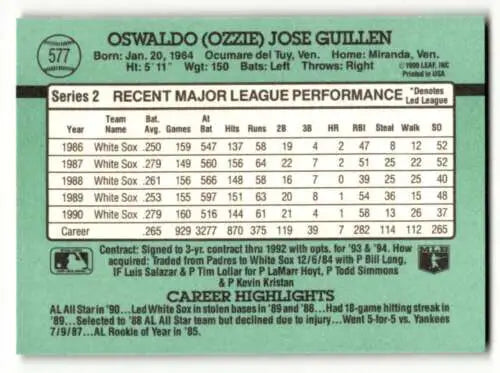 577
OSWALDO (OZZIE) JOSE GUILLEN
Born: Jan. 20, 1964 Ocumare del Tuy, Ven. Home: Miranda, Ven.
Ht: 5' 11" Wgt: 150 Bats: Left Throws: Right
© 1990 LEAF, INC.
Printed in USA
Series 2 RECENT MAJOR LEAGUE PERFORMANCE *Denotes Led League
Year Team Name Bat. Avg. Games At Bat Hits Runs 2B 3B HR RBI Steal Walk SO
1986 White Sox .250 159 547 137 58 19 4 2 47 8 12 52
1987 White Sox .279 149 560 156 64 22 7 2 51 25 22 52
1988 White Sox .261 156 566 148 58 16 7 0 39 25 25 40
1989 White Sox .253 155 597 151 63 20 8 1 54 36 15 48
1990 White Sox .279 160 516 144 61 21 4 1 58 13 26 37
Career .265 929 3277 870 375 119 39 7 282 114 112 265
Contract: Signed to 3-yr. contract thru 1992 with opts. for '93 & '94. How
acquired: Traded from Padres to White Sox 12/6/84 with P Bill Long,
IF Luis Salazar & P Tim Lollar for P LaMarr Hoyt, P Todd Simmons
& P Kevin Kristan
MLB
CAREER HIGHLIGHTS
AL All Star in '90...Led White Sox in stolen bases in '89 and '86...Had 18-game hitting streak in
'89...Selected to '88 AL All Star team but declined due to injury...Went 5-for-5 vs. Yankees
7/9/87...AL Rookie of Year in '85.